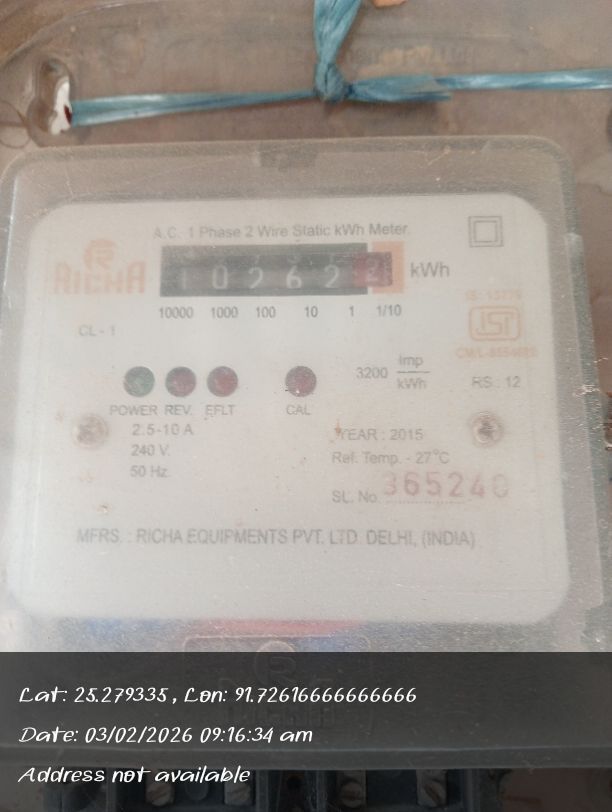 A.C. 1 Phase 2 Wire Static kWh Meter.
RICHA
10262 kWh
10000 1000 100 10 1 1/10
IS: 13779
ISI
CL - 1
3200 imp/kWh
RS : 12
POWER REV. EFLT CAL
2.5-10 A
YEAR : 2015
240 V.
Ref. Temp. - 27°C
50 Hz.
SL. No. 365240
MFRS. : RICHA EQUIPMENTS PVT. LTD. DELHI, (INDIA)
Lat: 25.279335 , Lon: 91.72616666666666
Date: 03/02/2026 09:16:34 am
Address not available